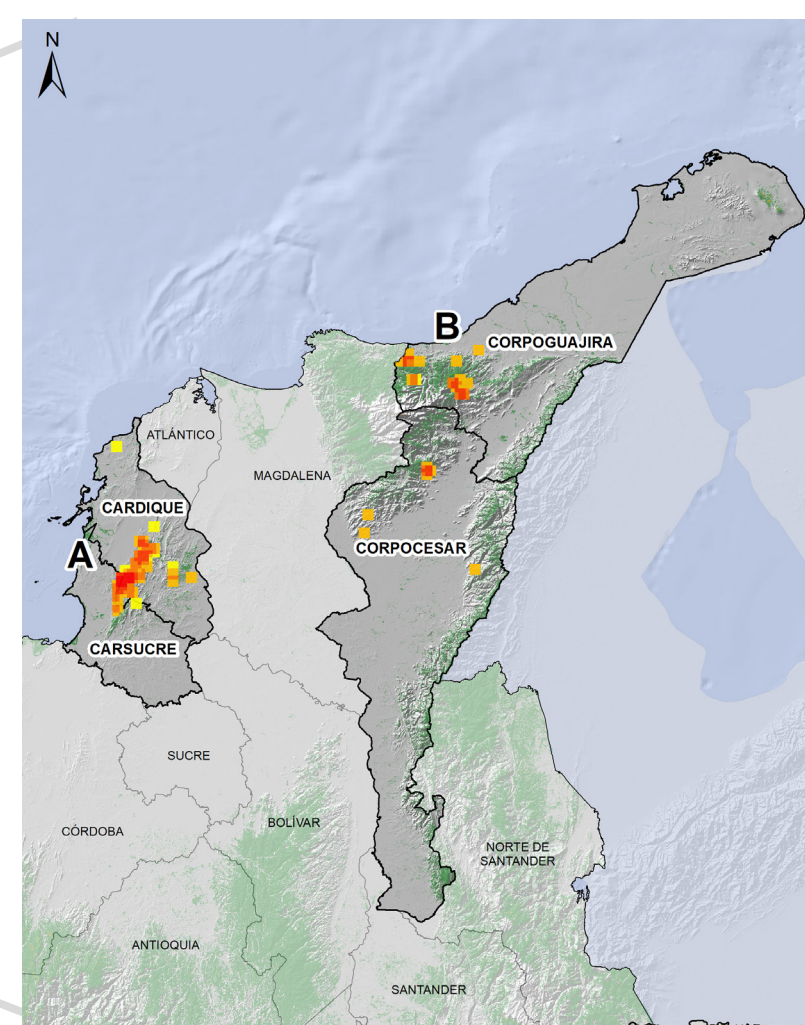 N
B
CORPOGUAJIRA
ATLÁNTICO
MAGDALENA
CARDIQUE
A
CORPOCESAR
CARSUCRE
SUCRE
BOLÍVAR
CÓRDOBA
NORTE DE
SANTANDER
ANTIOQUIA
SANTANDER